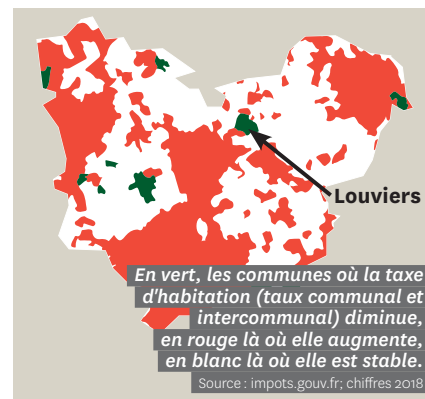 Louviers
En vert, les communes où la taxe
d'habitation (taux communal et
intercommunal) diminue,
en rouge là où elle augmente,
en blanc là où elle est stable.
Source : impots.gouv.fr; chiffres 2018